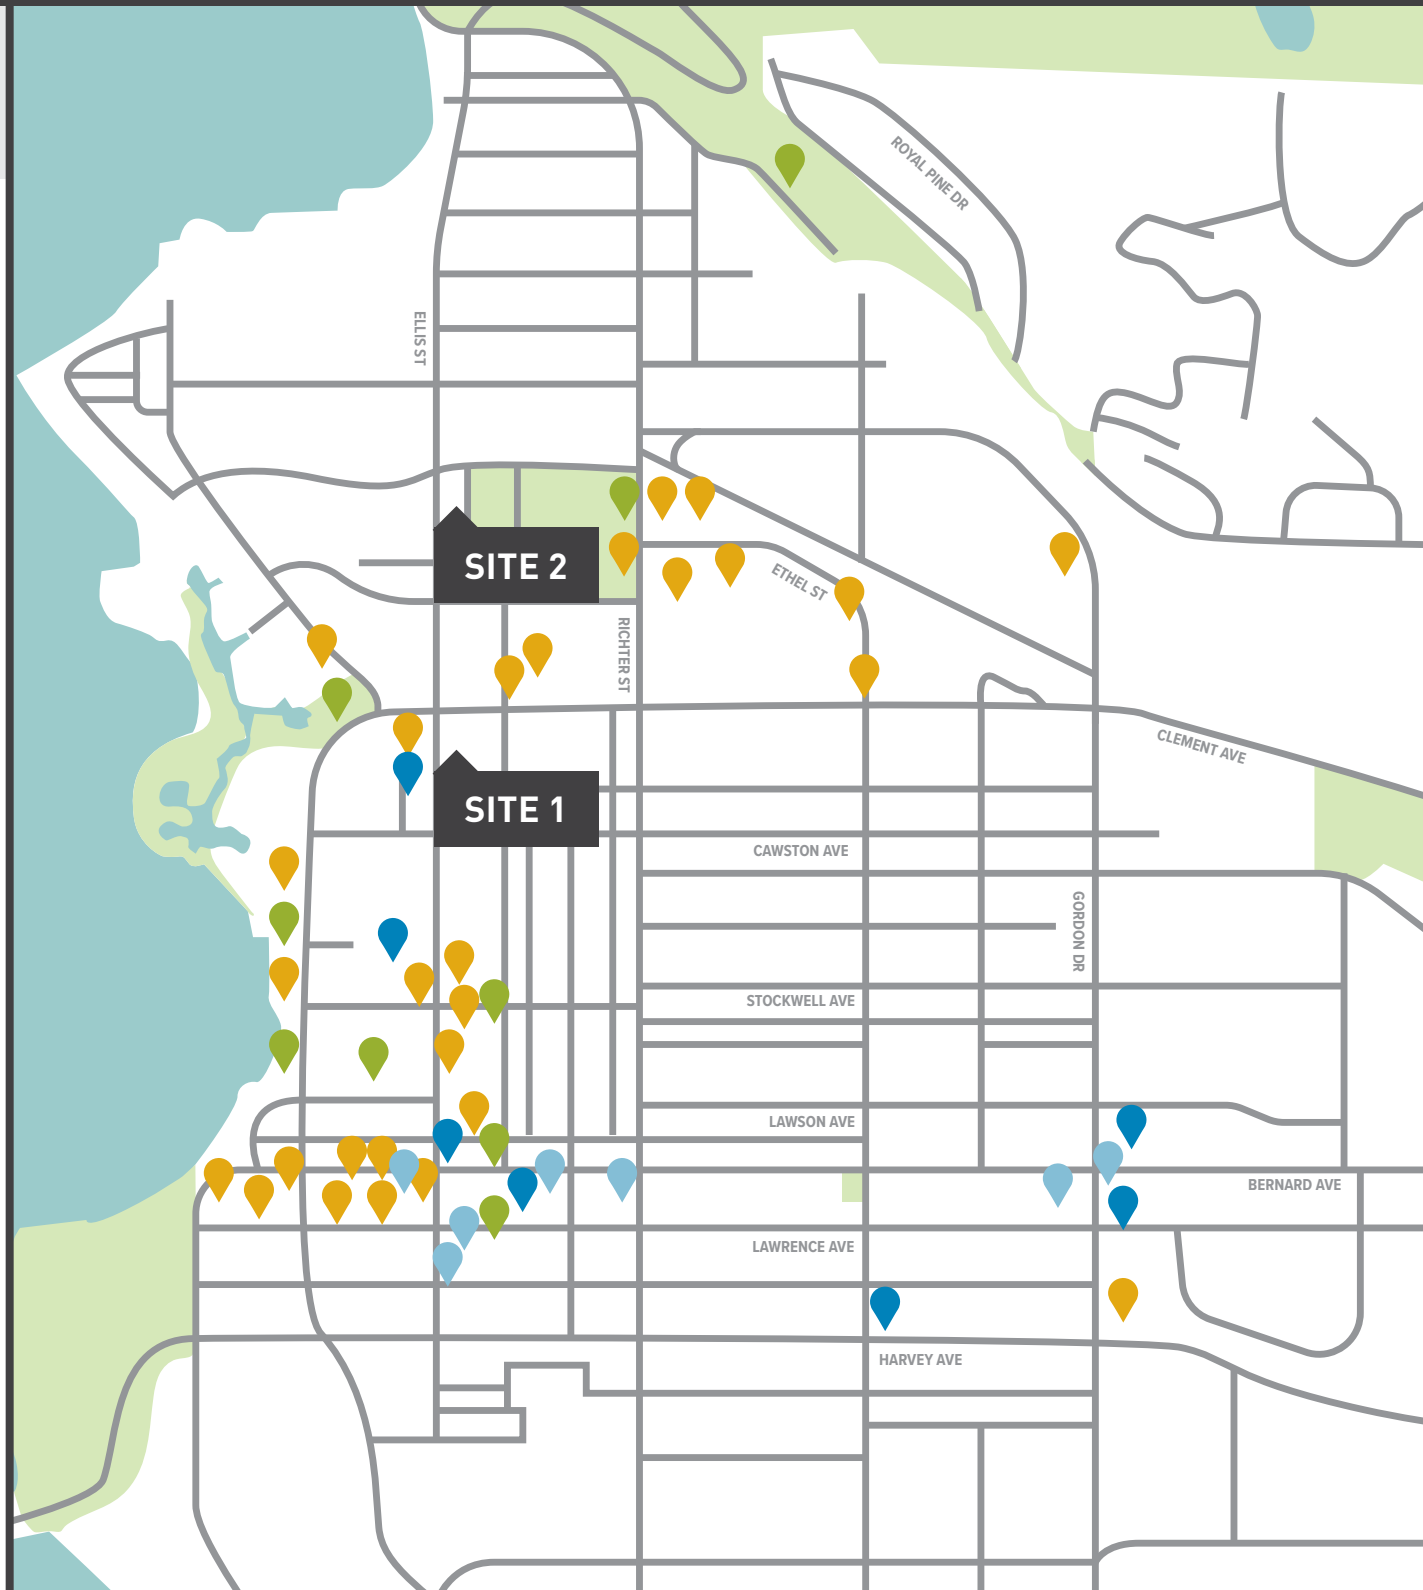 ROYAL PINE DR
ELLIS ST
SITE 2
ETHEL ST
RICHTER ST
CLEMENT AVE
SITE 1
CAWSTON AVE
GORDON DR
STOCKWELL AVE
LAWSON AVE
BERNARD AVE
LAWRENCE AVE
HARVEY AVE